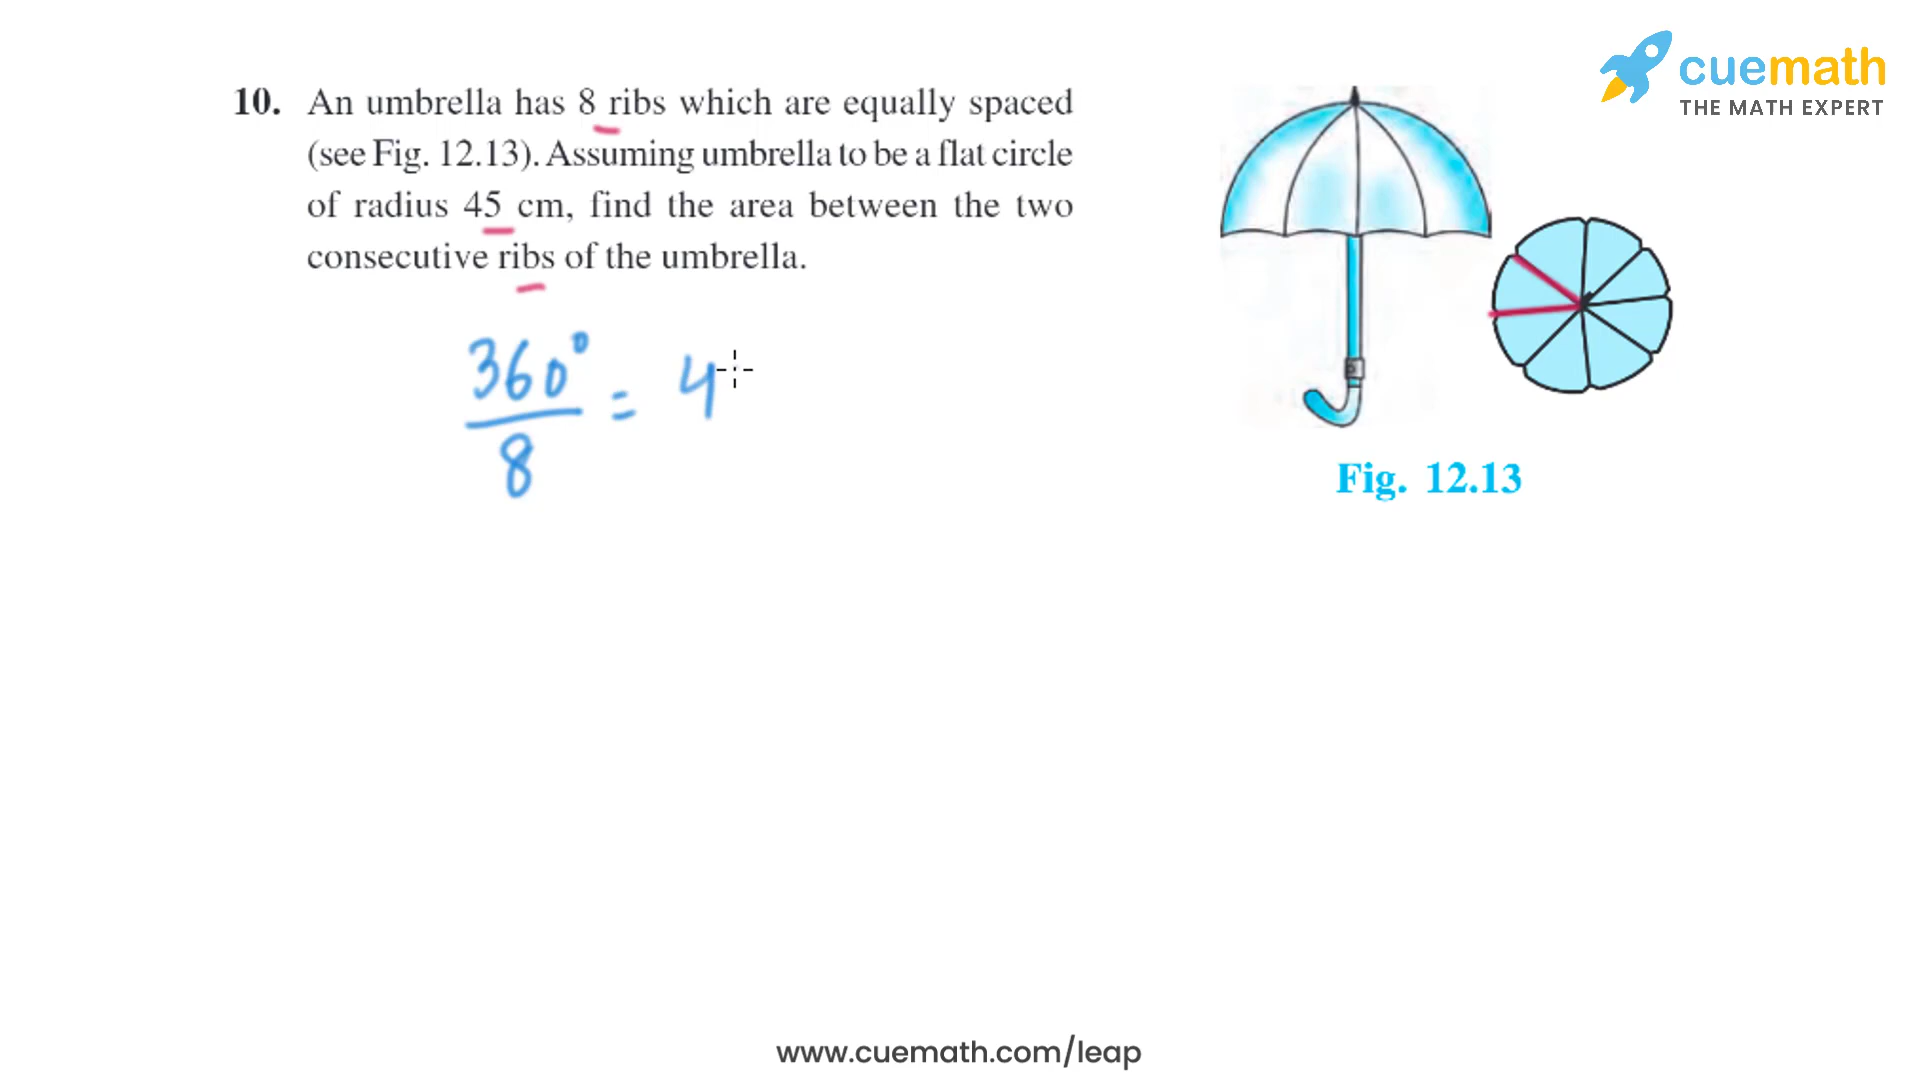 cuemath
THE MATH EXPERT
10. An umbrella has 8 ribs which are equally spaced
(see Fig. 12.13). Assuming umbrella to be a flat circle
of radius 45 cm, find the area between the two
consecutive ribs of the umbrella.
360° / 8 = 4
Fig. 12.13
www.cuemath.com/leap